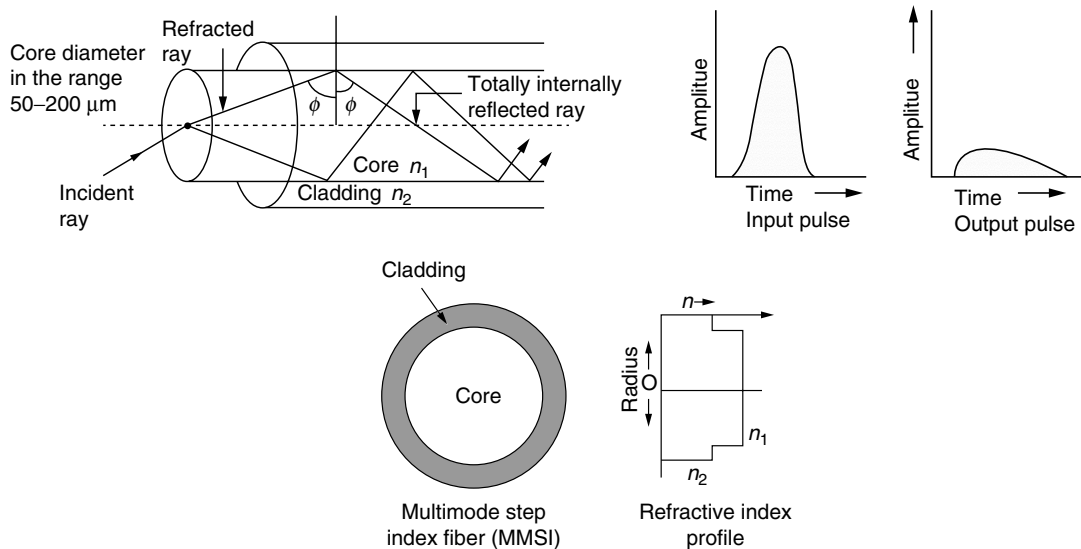 Core diameter
in the range
50–200 μm
Refracted
ray
ϕ ϕ
Totally internally
reflected ray
Core n1
Cladding n2
Incident
ray
Amplitue
Time
Input pulse
Amplitue
Time
Output pulse
Cladding
Core
Multimode step
index fiber (MMSI)
n
Radius
O
n1
n2
Refractive index
profile